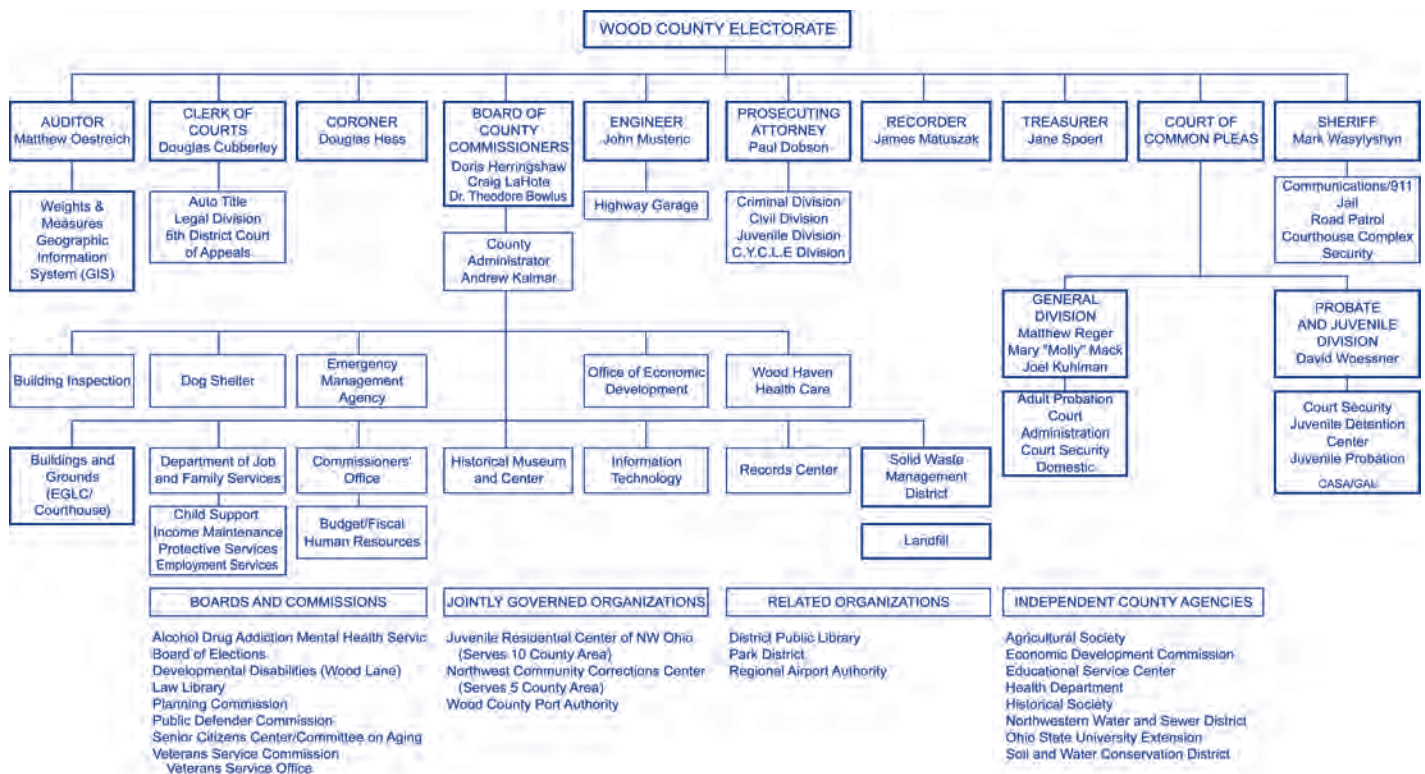 WOOD COUNTY ELECTORATE
AUDITOR
Matthew Oestreich
CLERK OF
COURTS
Douglas Cubberley
CORONER
Douglas Hess
BOARD OF
COUNTY
COMMISSIONERS
Doris Herringshaw
Craig LaHote
Dr. Theodore Bowlus
ENGINEER
John Musteric
PROSECUTING
ATTORNEY
Paul Dobson
RECORDER
James Matuszak
TREASURER
Jane Spoerl
COURT OF
COMMON PLEAS
SHERIFF
Mark Wasylyshyn
Weights &
Measures
Geographic
Information
System (GIS)
Auto Title
Legal Division
6th District Court
of Appeals
County
Administrator
Andrew Kalmar
Highway Garage
Criminal Division
Civil Division
Juvenile Division
C.Y.C.L.E Division
Communications/911
Jail
Road Patrol
Courthouse Complex
Security
GENERAL
DIVISION
Matthew Reger
Mary "Molly" Mack
Joel Kuhlman
PROBATE
AND JUVENILE
DIVISION
David Woessner
Building Inspection
Dog Shelter
Emergency
Management
Agency
Office of Economic
Development
Wood Haven
Health Care
Adult Probation
Court
Administration
Court Security
Domestic
Court Security
Juvenile Detention
Center
Juvenile Probation
CASA/GAL
Buildings and
Grounds
(EGLC/
Courthouse)
Department of Job
and Family Services
Commissioners'
Office
Historical Museum
and Center
Information
Technology
Records Center
Solid Waste
Management
District
Child Support
Income Maintenance
Protective Services
Employment Services
Budget/Fiscal
Human Resources
Landfill
BOARDS AND COMMISSIONS
Alcohol Drug Addiction Mental Health Servic
Board of Elections
Developmental Disabilities (Wood Lane)
Law Library
Planning Commission
Public Defender Commission
Senior Citizens Center/Committee on Aging
Veterans Service Commission
Veterans Service Office
JOINTLY GOVERNED ORGANIZATIONS
Juvenile Residential Center of NW Ohio
(Serves 10 County Area)
Northwest Community Corrections Center
(Serves 5 County Area)
Wood County Port Authority
RELATED ORGANIZATIONS
District Public Library
Park District
Regional Airport Authority
INDEPENDENT COUNTY AGENCIES
Agricultural Society
Economic Development Commission
Educational Service Center
Health Department
Historical Society
Northwestern Water and Sewer District
Ohio State University Extension
Soil and Water Conservation District